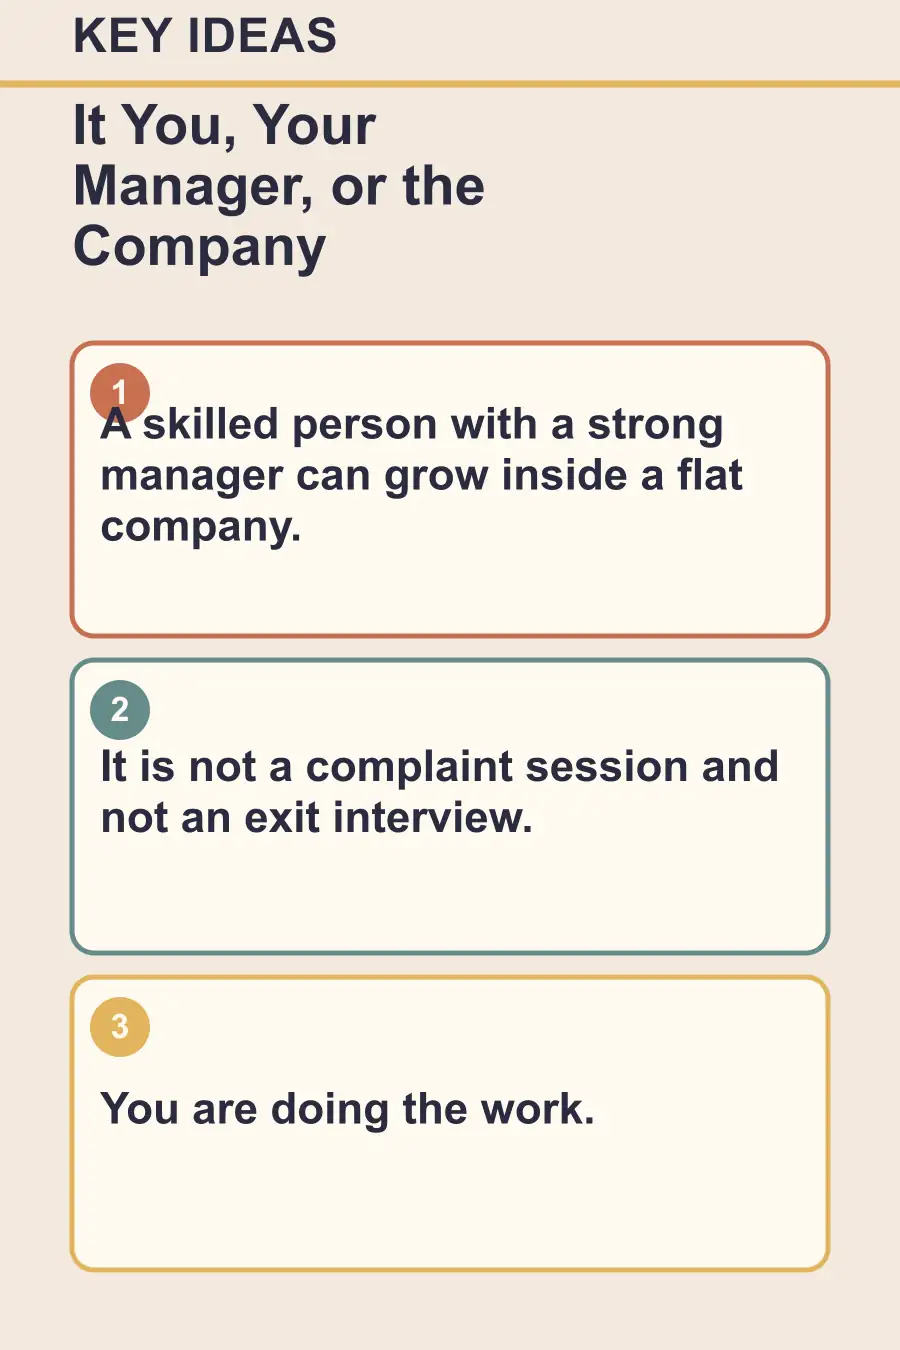 KEY IDEAS
It You, Your
Manager, or the
Company
1
A skilled person with a strong
manager can grow inside a flat
company.
2
It is not a complaint session and
not an exit interview.
3
You are doing the work.